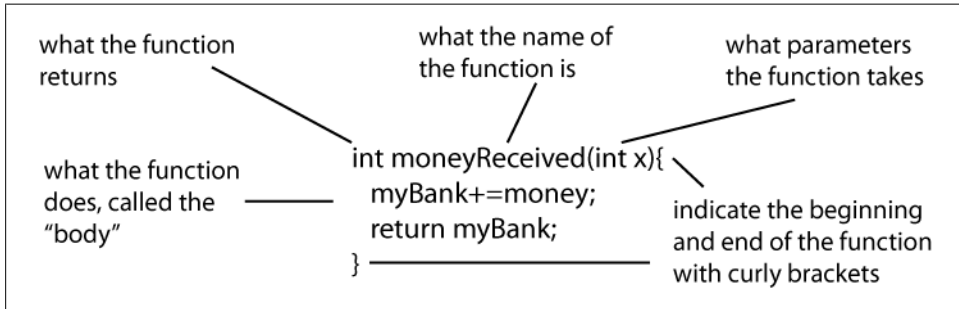 what the function
returns
what the name of
the function is
what parameters
the function takes
int moneyReceived(int x){
what the function
does, called the
“body”
myBank+=money;
return myBank;
}
indicate the beginning
and end of the function
with curly brackets